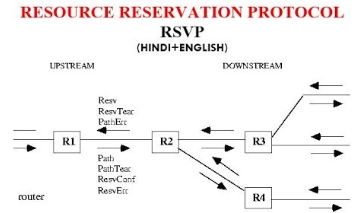 RESOURCE RESERVATION PROTOCOL
RSVP
(HINDI+ENGLISH)
UPSTREAM DOWNSTREAM
Resv
ResvTear
PathErr
R1 R2 R3
Path
PathTear
ResvConf
ResvErr
router R4